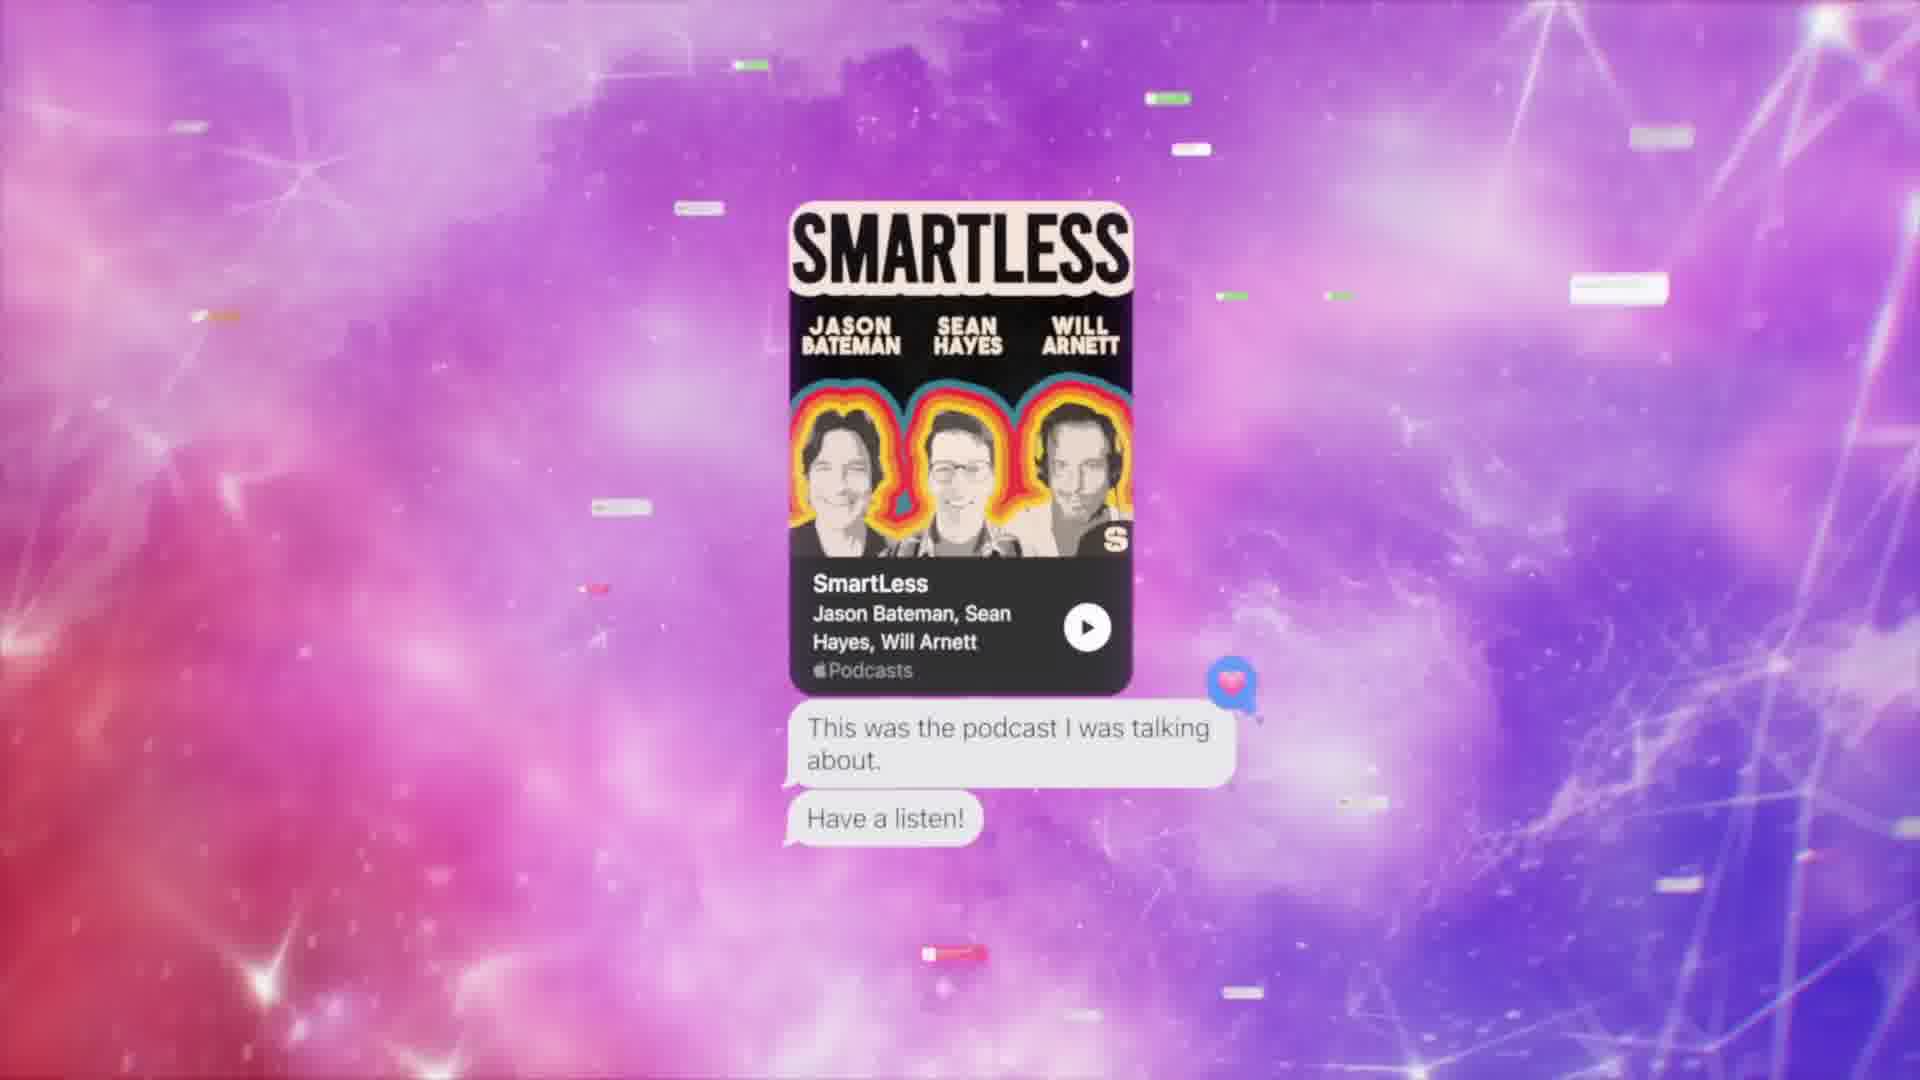 SMARTLESS
JASON BATEMAN
SEAN HAYES
WILL ARNETT
S
SmartLess
Jason Bateman, Sean
Hayes, Will Arnett
Podcasts
This was the podcast I was talking
about.
Have a listen!